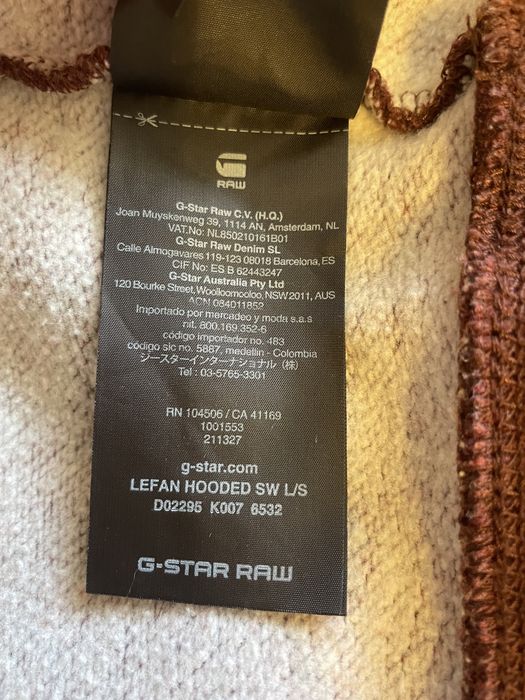 G
RAW
G-Star Raw C.V. (H.Q.)
Joan Muyskenweg 39, 1114 AN, Amsterdam, NL
VAT.No: NL850210161B01
G-Star Raw Denim SL
Calle Almogavares 119-123 08018 Barcelona, ES
CIF No: ES B 62443247
G-Star Australia Pty Ltd
120 Bourke Street, Woolloomooloo, NSW2011, AUS
ACN 084011852
Importado por mercadeo y moda s.a.s
nit. 800.169.352-6
código importador no. 483
código sic no. 5887, medellin - Colombia
ジースターインターナショナル (株)
Tel : 03-5765-3301
RN 104506 / CA 41169
1001553
211327
g-star.com
LEFAN HOODED SW L/S
D02295 K007 6532
G-STAR RAW